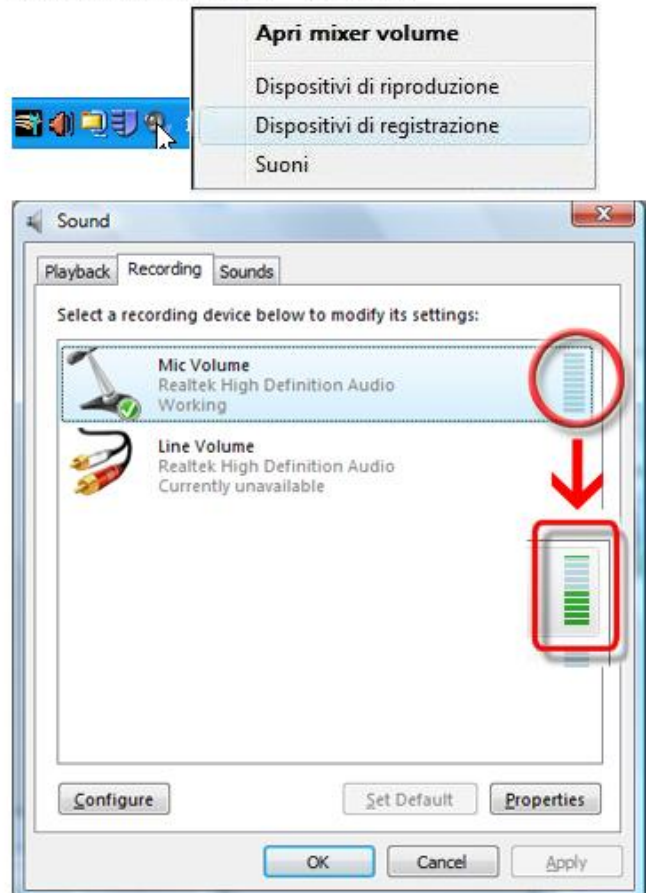 Apri mixer volume
Dispositivi di riproduzione
Dispositivi di registrazione
Suoni
Sound
Playback Recording Sounds
Select a recording device below to modify its settings:
Mic Volume
Realtek High Definition Audio
Working
Line Volume
Realtek High Definition Audio
Currently unavailable
Configure Set Default Properties
OK Cancel Apply